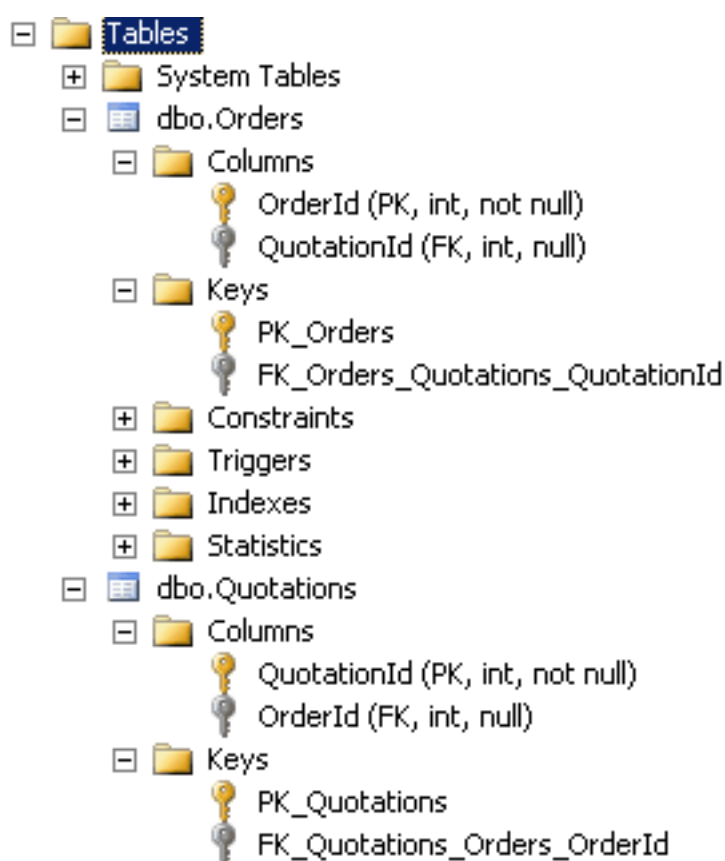 Tables
System Tables
dbo.Orders
Columns
OrderId (PK, int, not null)
QuotationId (FK, int, null)
Keys
PK_Orders
FK_Orders_Quotations_QuotationId
Constraints
Triggers
Indexes
Statistics
dbo.Quotations
Columns
QuotationId (PK, int, not null)
OrderId (FK, int, null)
Keys
PK_Quotations
FK_Quotations_Orders_OrderId